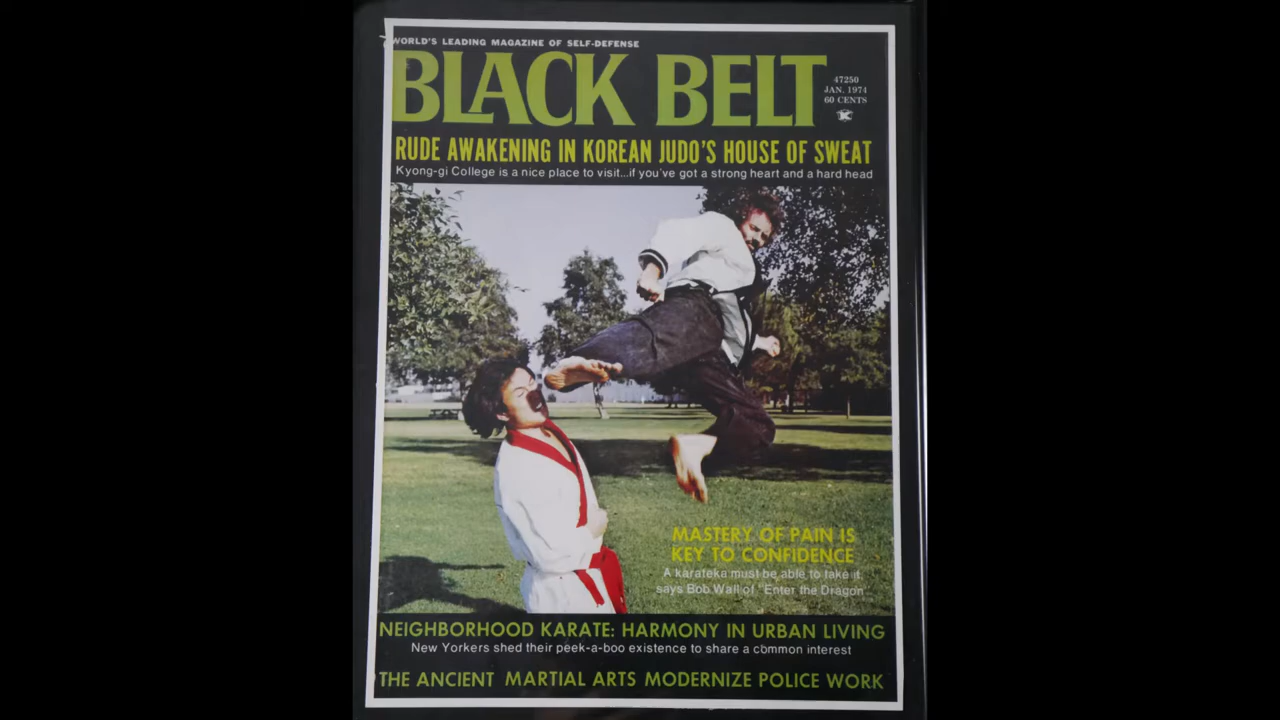 WORLD'S LEADING MAGAZINE OF SELF-DEFENSE
BLACK BELT
47250
JAN. 1974
60 CENTS
K
RUDE AWAKENING IN KOREAN JUDO'S HOUSE OF SWEAT
Kyong-gi College is a nice place to visit...if you've got a strong heart and a hard head
MASTERY OF PAIN IS
KEY TO CONFIDENCE
A karateka must be able to take it,
says Bob Wall of "Enter the Dragon"
NEIGHBORHOOD KARATE: HARMONY IN URBAN LIVING
New Yorkers shed their peek-a-boo existence to share a common interest
THE ANCIENT MARTIAL ARTS MODERNIZE POLICE WORK